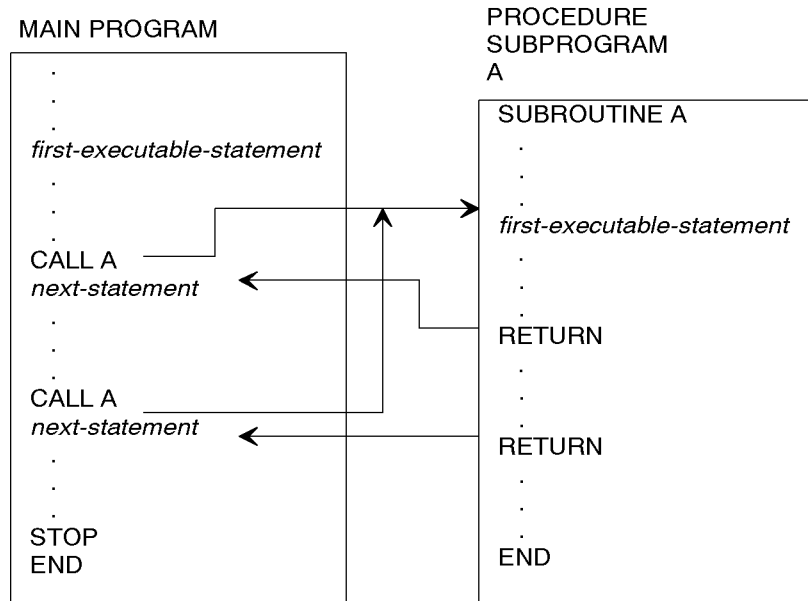 MAIN PROGRAM
.
.
.
first-executable-statement
.
.
.
CALL A
next-statement
.
.
.
CALL A
next-statement
.
.
.
STOP
END
PROCEDURE
SUBPROGRAM
A
SUBROUTINE A
.
.
.
first-executable-statement
.
.
.
RETURN
.
.
.
RETURN
.
.
.
END